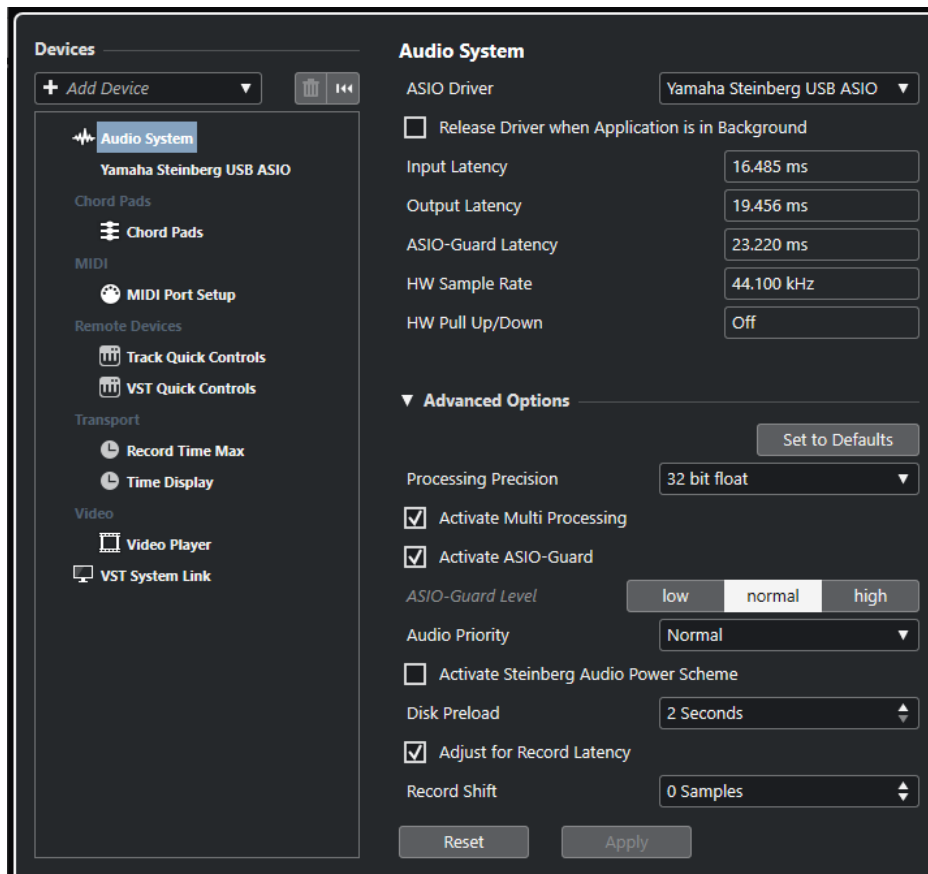 Devices
Add Device
Audio System
Yamaha Steinberg USB ASIO
Chord Pads
Chord Pads
MIDI
MIDI Port Setup
Remote Devices
Track Quick Controls
VST Quick Controls
Transport
Record Time Max
Time Display
Video
Video Player
VST System Link
Audio System
ASIO Driver Yamaha Steinberg USB ASIO
Release Driver when Application is in Background
Input Latency 16.485 ms
Output Latency 19.456 ms
ASIO-Guard Latency 23.220 ms
HW Sample Rate 44.100 kHz
HW Pull Up/Down Off
Advanced Options
Set to Defaults
Processing Precision 32 bit float
Activate Multi Processing
Activate ASIO-Guard
ASIO-Guard Level low normal high
Audio Priority Normal
Activate Steinberg Audio Power Scheme
Disk Preload 2 Seconds
Adjust for Record Latency
Record Shift 0 Samples
Reset Apply